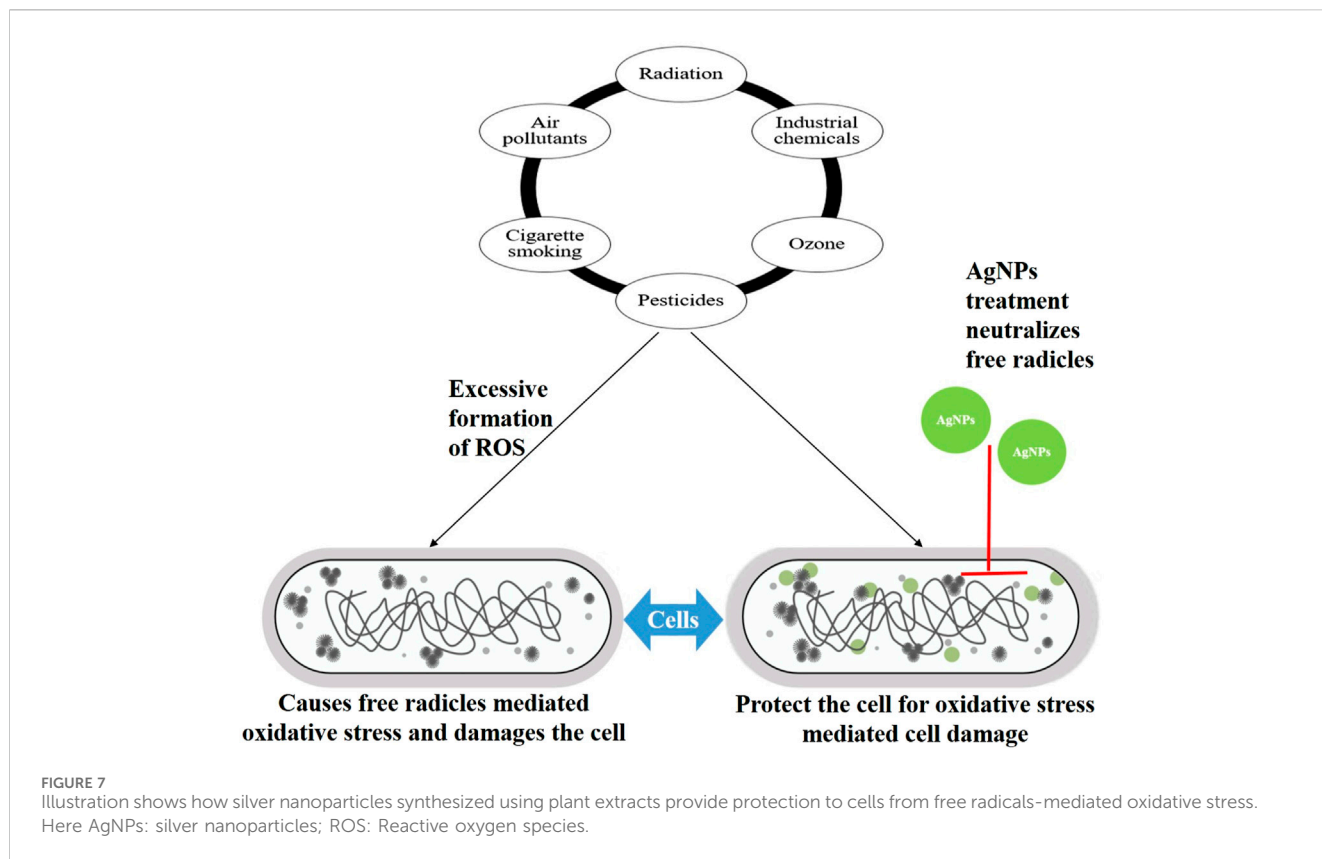 Radiation
Air
pollutants
Industrial
chemicals
Cigarette
smoking
Ozone
Pesticides
AgNPs
treatment
neutralizes
free radicles
Excessive
formation
of ROS
AgNPs
AgNPs
Cells
Causes free radicles mediated
oxidative stress and damages the cell
Protect the cell for oxidative stress
mediated cell damage
FIGURE 7
Illustration shows how silver nanoparticles synthesized using plant extracts provide protection to cells from free radicals-mediated oxidative stress.
Here AgNPs: silver nanoparticles; ROS: Reactive oxygen species.